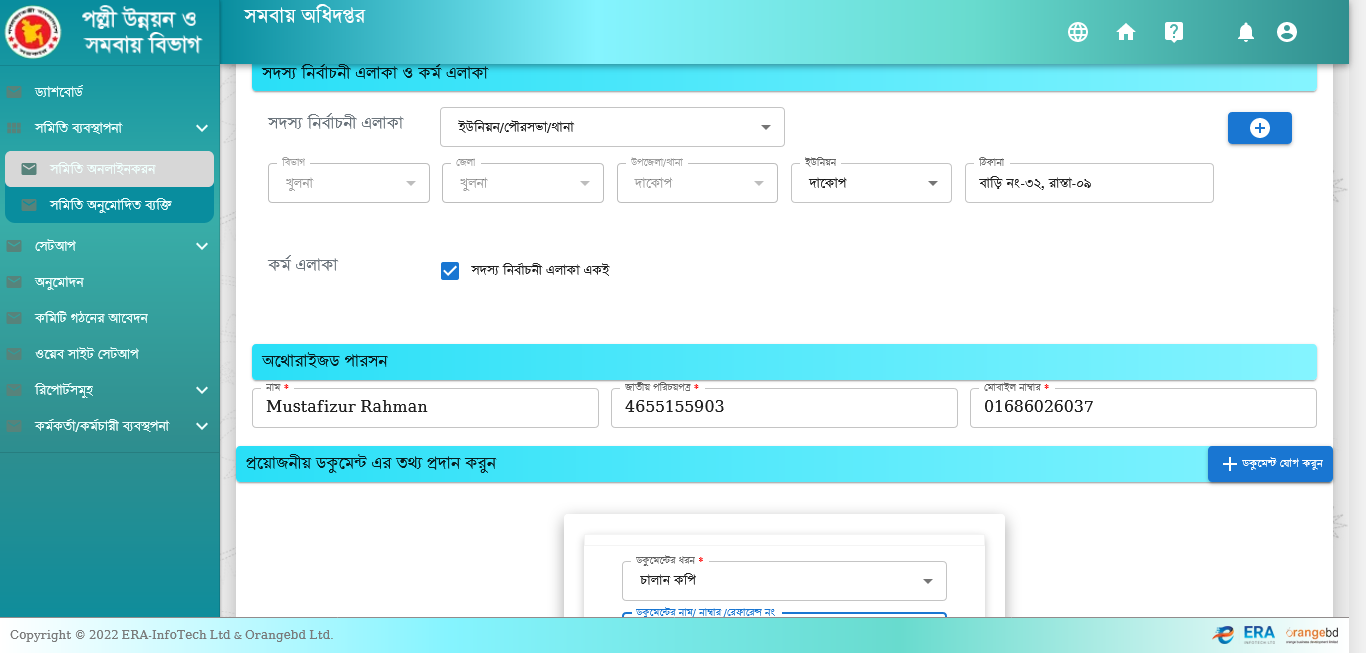 পল্লী উন্নয়ন ও
সমবায় বিভাগ
সমবায় অধিদপ্তর
ড্যাশবোর্ড
সমিতি ব্যবস্থাপনা
সমিতি অনলাইনকরন
সমিতি অনুমোদিত ব্যক্তি
সেটআপ
অনুমোদন
কমিটি গঠনের আবেদন
ওয়েব সাইট সেটআপ
রিপোর্টসমূহ
কর্মকর্তা/কর্মচারী ব্যবস্থপনা
সদস্য নির্বাচনী এলাকা ও কর্ম এলাকা
সদস্য নির্বাচনী এলাকা
ইউনিয়ন/পৌরসভা/থানা
বিভাগ
খুলনা
জেলা
খুলনা
উপজেলা/থানা
দাকোপ
ইউনিয়ন
দাকোপ
ঠিকানা
বাড়ি নং-৩২, রাস্তা-০৯
কর্ম এলাকা
সদস্য নির্বাচনী এলাকা একই
অথোরাইজড পারসন
নাম *
Mustafizur Rahman
জাতীয় পরিচয়পত্র *
4655155903
মোবাইল নাম্বার *
01686026037
প্রয়োজনীয় ডকুমেন্ট এর তথ্য প্রদান করুন
ডকুমেন্ট যোগ করুন
ডকুমেন্টের ধরন *
চালান কপি
ডকুমেন্টের নাম/ নাম্বার /রেফারেন্স নং
Copyright © 2022 ERA-InfoTech Ltd & Orangebd Ltd.
ERA
orangebd